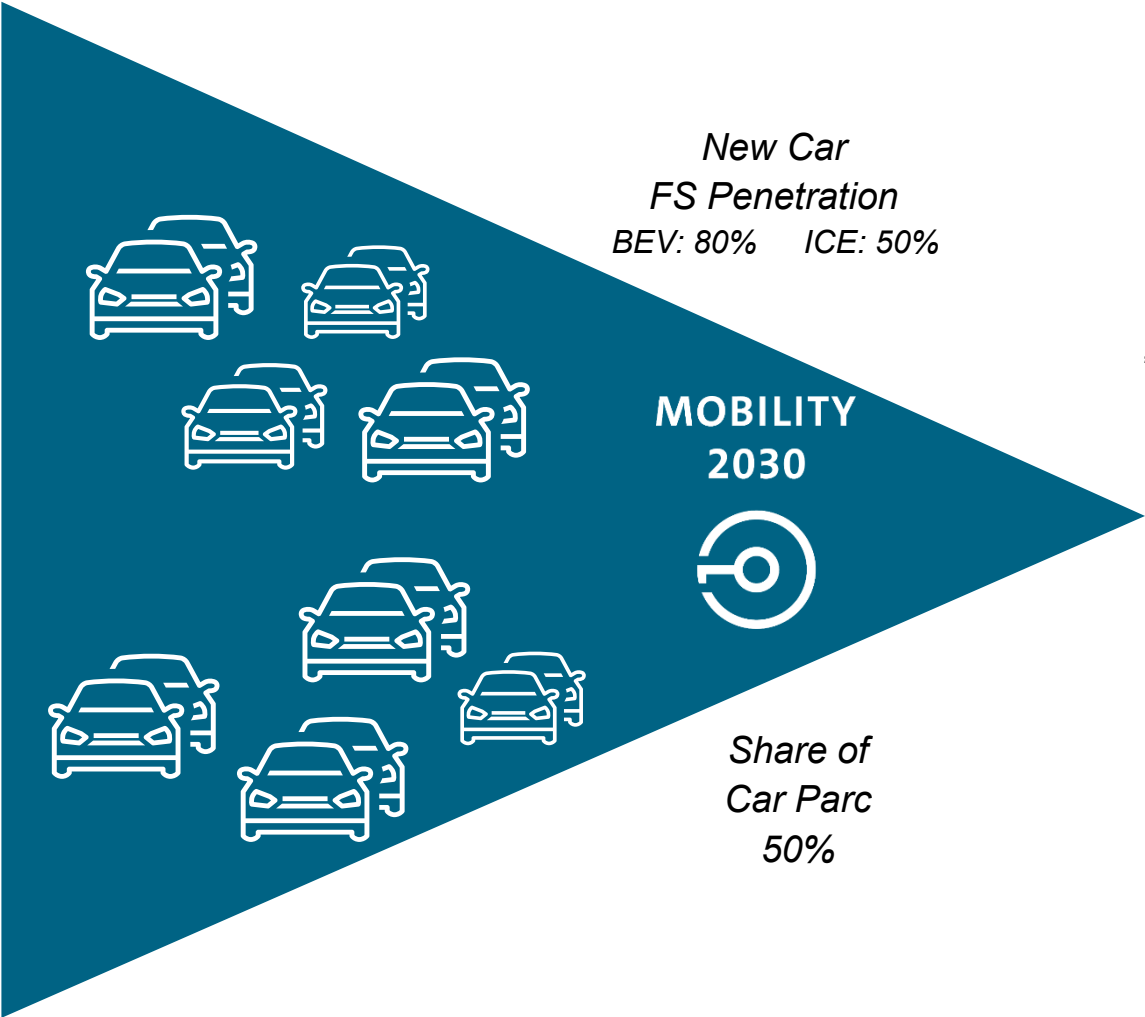 New Car
FS Penetration
BEV: 80% ICE: 50%
MOBILITY
2030
Share of
Car Parc
50%